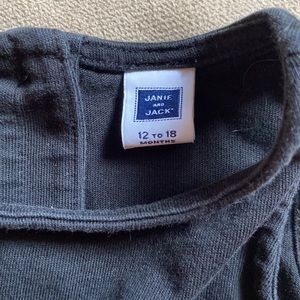 JANIE
AND
JACK
12 TO 18
MONTHS